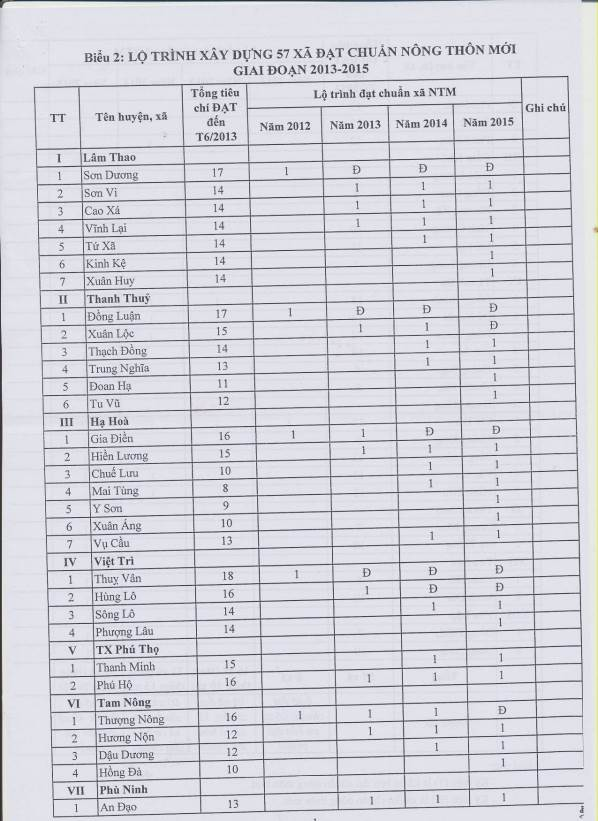 Biểu 2: LỘ TRÌNH XÂY DỰNG 57 XÃ ĐẠT CHUẨN NÔNG THÔN MỚI
GIAI ĐOẠN 2013-2015
TT Tên huyện, xã Tổng tiêu chí ĐẠT đến T6/2013 Lộ trình đạt chuẩn xã NTM Ghi chú
Năm 2012 Năm 2013 Năm 2014 Năm 2015
I Lâm Thao
1 Sơn Dương 17 1 Đ Đ Đ
2 Sơn Vi 14 1 1 1
3 Cao Xá 14 1 1 1
4 Vĩnh Lại 14 1 1 1
5 Tứ Xã 14 1 1
6 Kinh Kệ 14 1
7 Xuân Huy 14 1
II Thanh Thuỷ
1 Đồng Luận 17 1 Đ Đ Đ
2 Xuân Lộc 15 1 1 Đ
3 Thạch Đồng 14 1 1
4 Trung Nghĩa 13 1 1
5 Đoan Hạ 11 1
6 Tu Vũ 12 1
III Hạ Hoà
1 Gia Điền 16 1 1 Đ Đ
2 Hiền Lương 15 1 1 1
3 Chuế Lưu 10 1 1
4 Mai Tùng 8 1 1
5 Y Sơn 9 1
6 Xuân Áng 10 1
7 Vụ Cầu 13 1 1
IV Việt Trì
1 Thuỵ Vân 18 1 Đ Đ Đ
2 Hùng Lô 16 1 Đ Đ
3 Sông Lô 14 1 1
4 Phượng Lâu 14 1
V TX Phú Thọ
1 Thanh Minh 15 1 1
2 Phú Hộ 16 1 1 1
VI Tam Nông
1 Thượng Nông 16 1 1 1 Đ
2 Hương Nộn 12 1 1 1
3 Dậu Dương 12 1 1
4 Hồng Đà 10 1
VII Phù Ninh
1 An Đạo 13 1 1 1